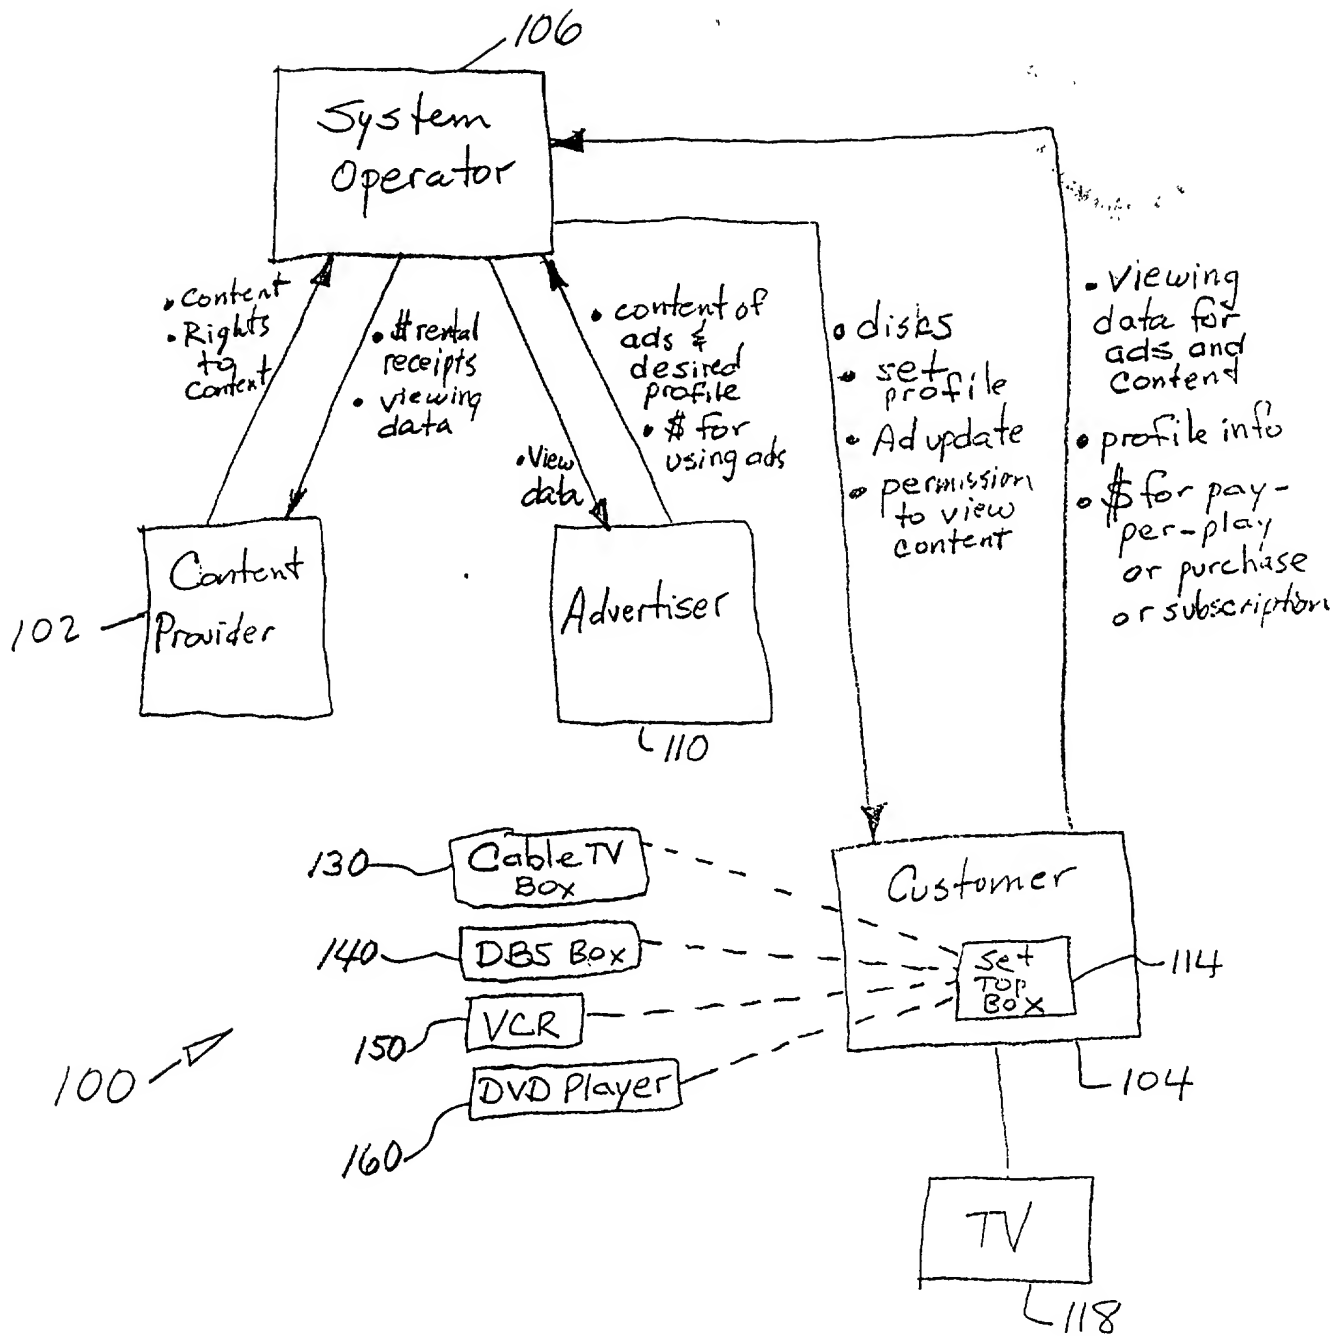 106
System
Operator
• Content
• Rights
to
Context
• $ rental
receipts
• viewing
data
• View
data
• content of
ads &
desired
profile
• $ for
using ads
• disks
• set
profile
• Ad update
• permission
to view
content
• viewing
data for
ads and
content
• profile info
• $ for pay-
per-play
or purchase
or subscription
102
Content
Provider
Advertiser
110
130
Cable TV
Box
140
DBS Box
150
VCR
160
DVD Player
100
Customer
Set
TOP
BOX
114
104
TV
118